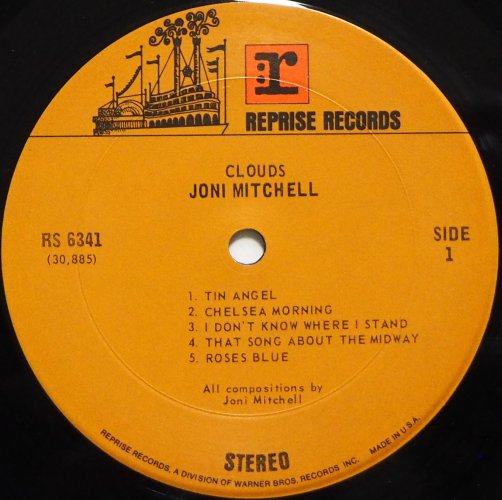 r
REPRISE RECORDS
CLOUDS
JONI MITCHELL
RS 6341
(30,885)
SIDE
1
1. TIN ANGEL
2. CHELSEA MORNING
3. I DON'T KNOW WHERE I STAND
4. THAT SONG ABOUT THE MIDWAY
5. ROSES BLUE
All compositions by
Joni Mitchell
STEREO
REPRISE RECORDS, A DIVISION OF WARNER BROS. RECORDS INC. MADE IN U.S.A.